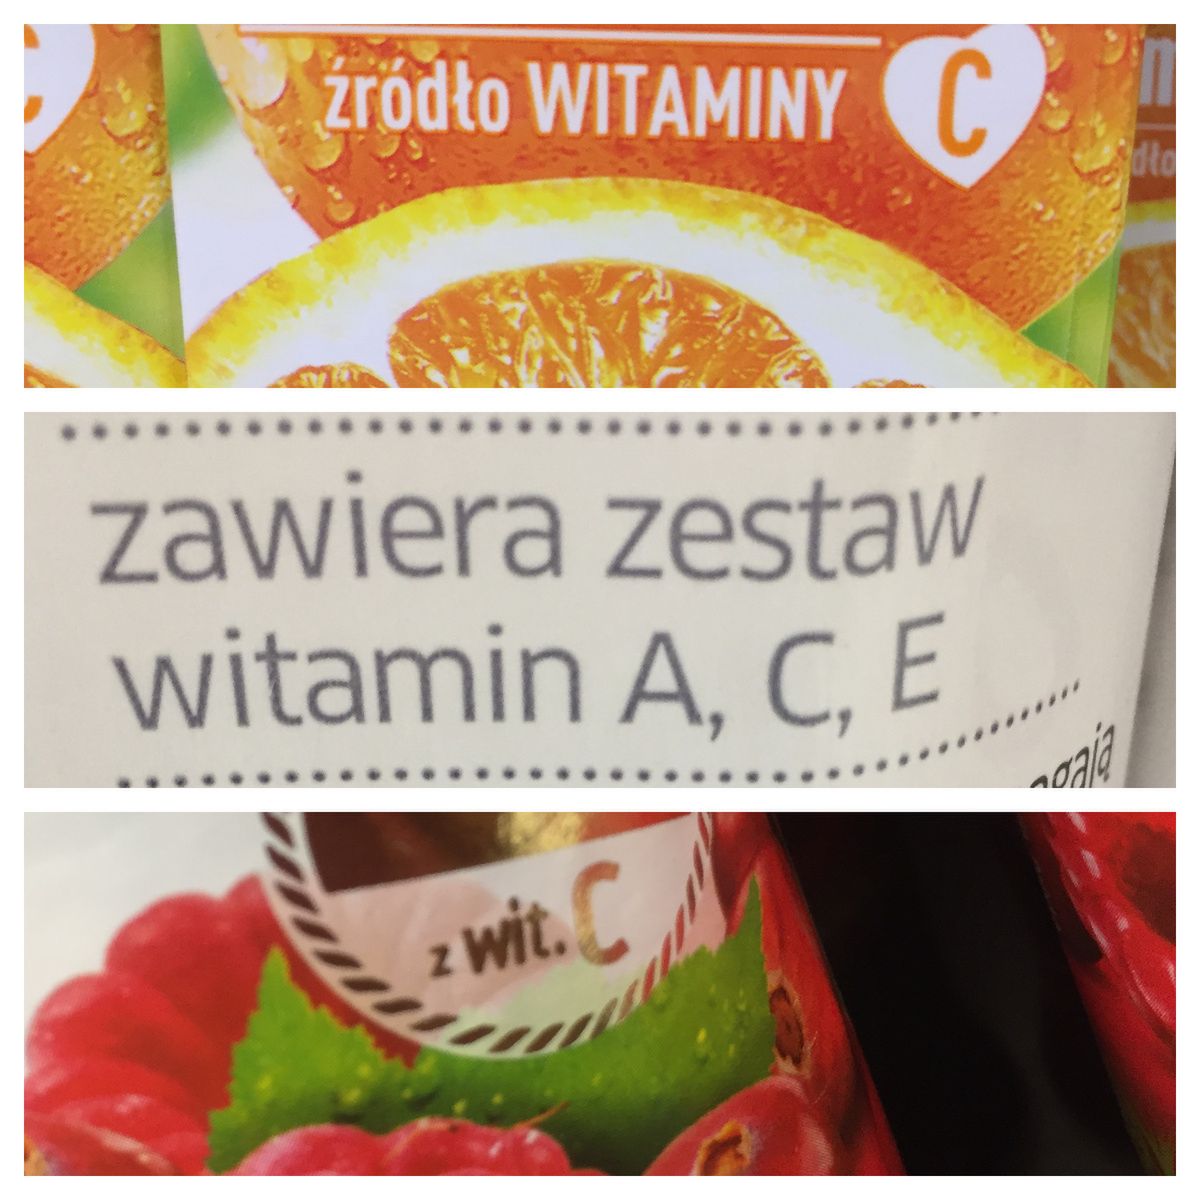 źródło WITAMINY C
zawiera zestaw
witamin A, C, E
z wit. C